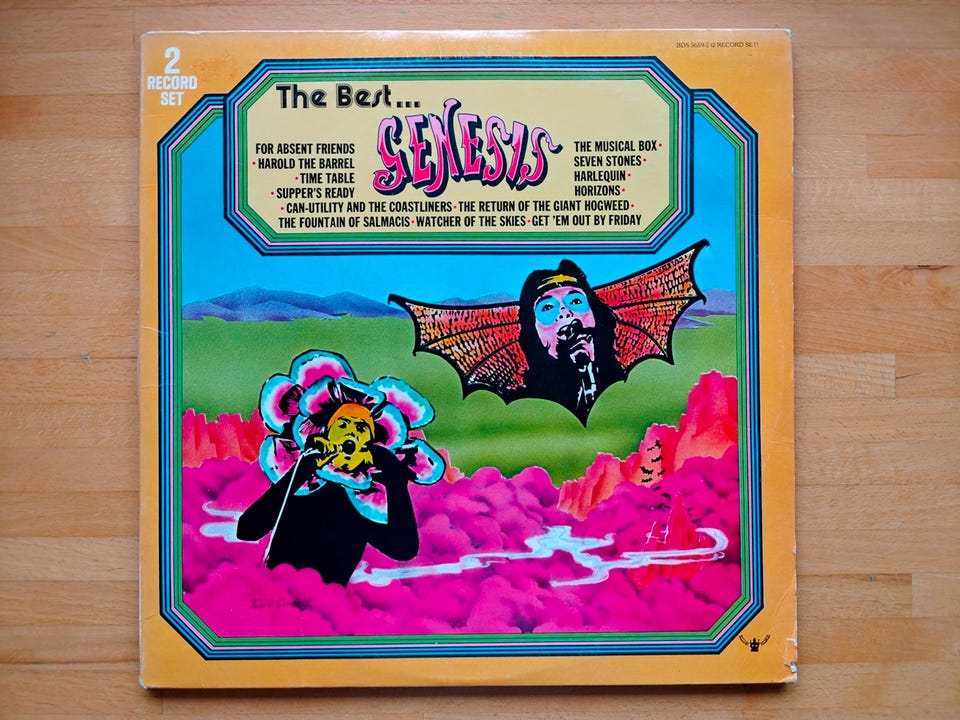 BDS 5659-2 (2 RECORD SET)
2
RECORD
SET
The Best...
GENESIS
FOR ABSENT FRIENDS
• HAROLD THE BARREL
• TIME TABLE
• SUPPER'S READY
THE MUSICAL BOX •
SEVEN STONES •
HARLEQUIN •
HORIZONS •
• CAN-UTILITY AND THE COASTLINERS • THE RETURN OF THE GIANT HOGWEED •
THE FOUNTAIN OF SALMACIS • WATCHER OF THE SKIES • GET 'EM OUT BY FRIDAY